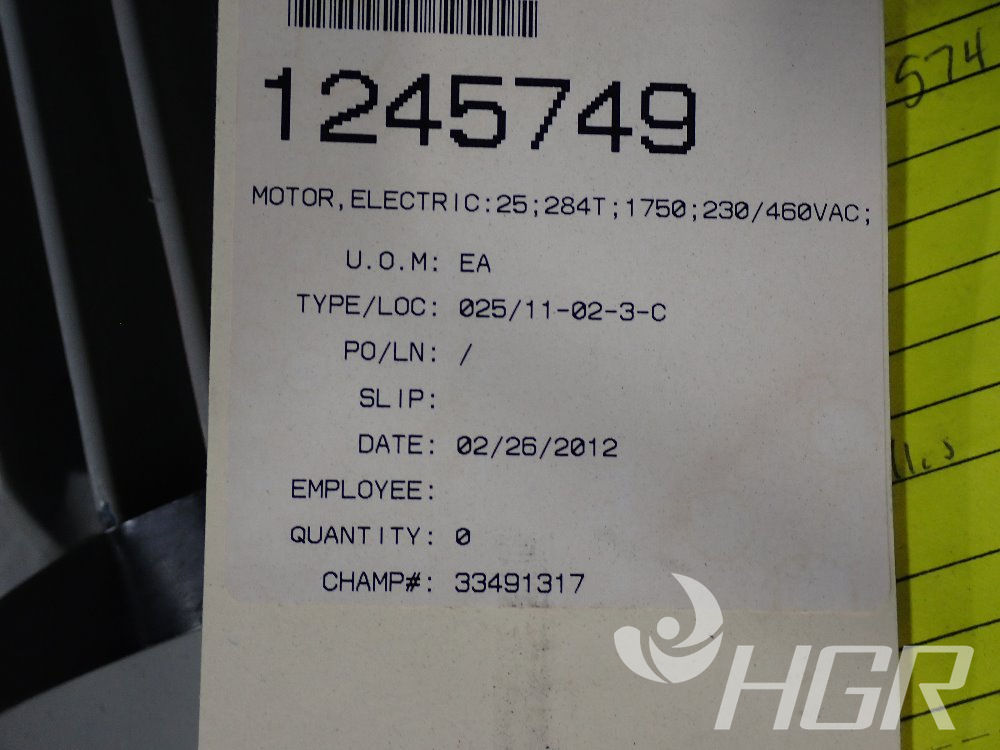 1245749
MOTOR,ELECTRIC:25;284T;1750;230/460VAC;
U.O.M: EA
TYPE/LOC: 025/11-02-3-C
PO/LN: /
SLIP:
DATE: 02/26/2012
EMPLOYEE:
QUANTITY: 0
CHAMP#: 33491317
574
HGR